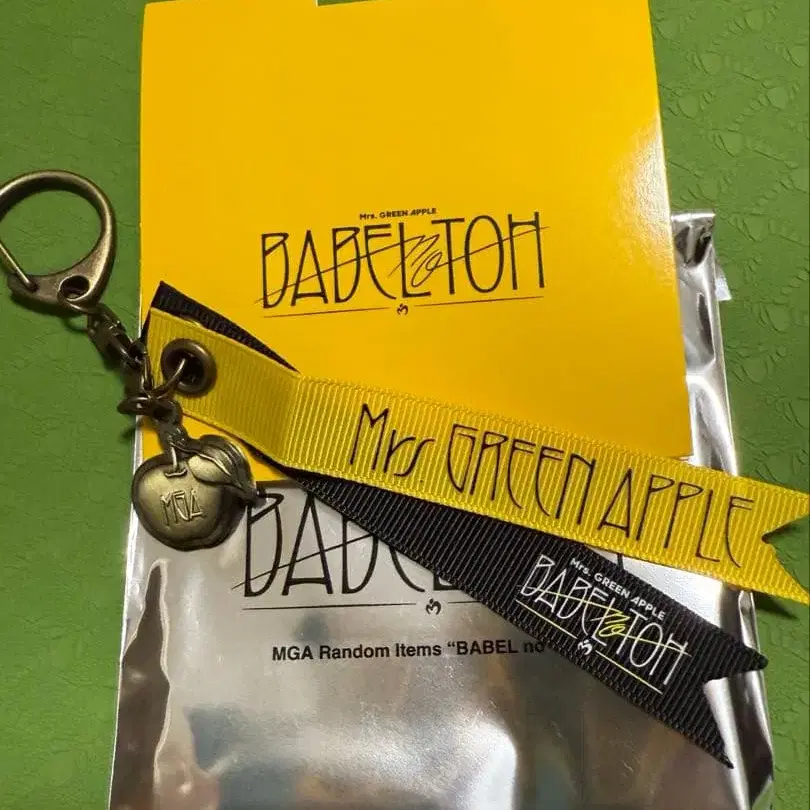 Mrs. GREEN APPLE
BABEL no TOH
Mrs. GREEN APPLE
MGA
BABEL
MGA Random Items “BABEL no
Mrs. GREEN APPLE
BABEL no TOH